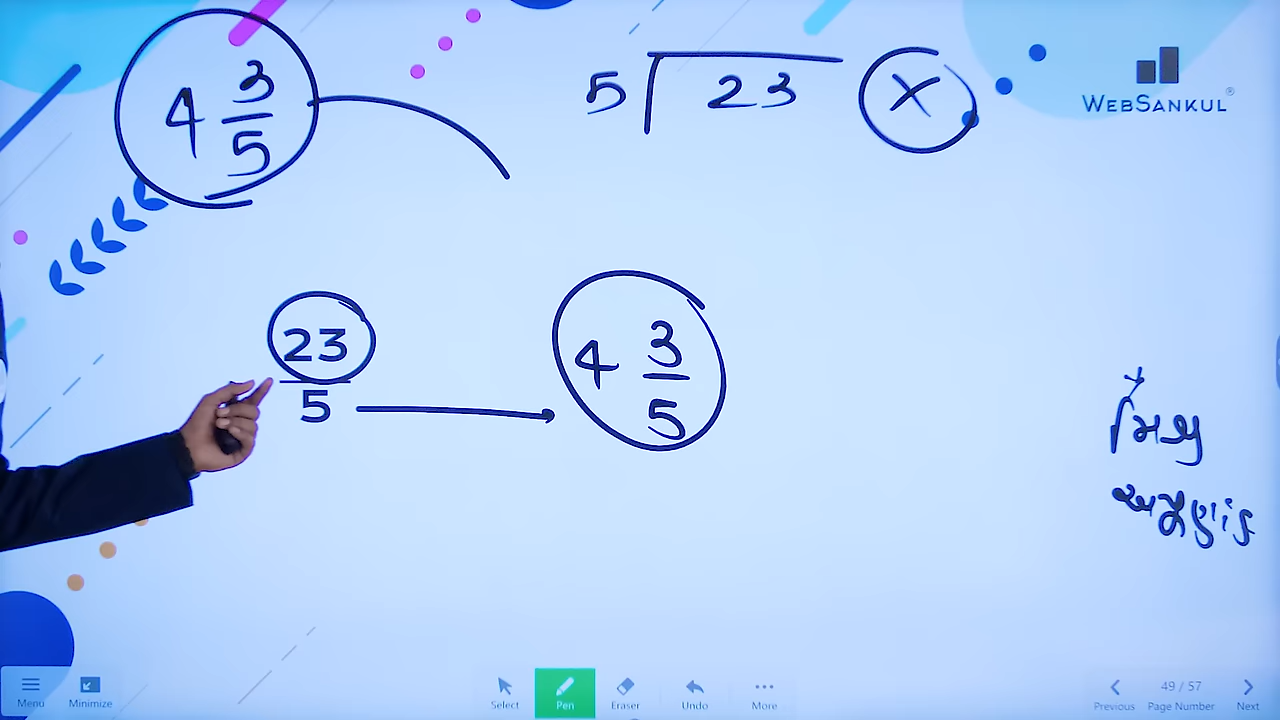 4 3/5
5 23 ×
WEBSANKUL®
23/5
4 3/5
મિશ્ર
અપૂર્ણાંક
Menu
Minimize
Select
Pen
Eraser
Undo
More
Previous
49 / 57
Page Number
Next